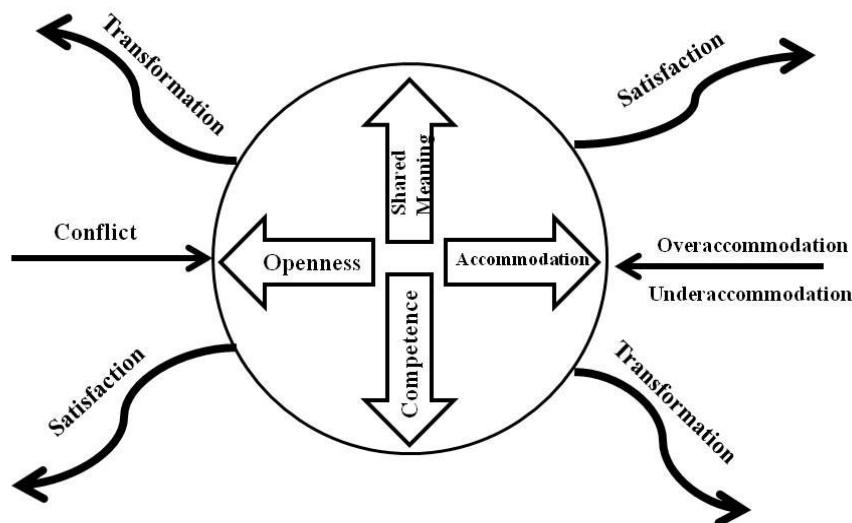 Transformation
Satisfaction
Shared
Meaning
Conflict
Openness
Accommodation
Overaccommodation
Underaccommodation
Competence
Satisfaction
Transformation